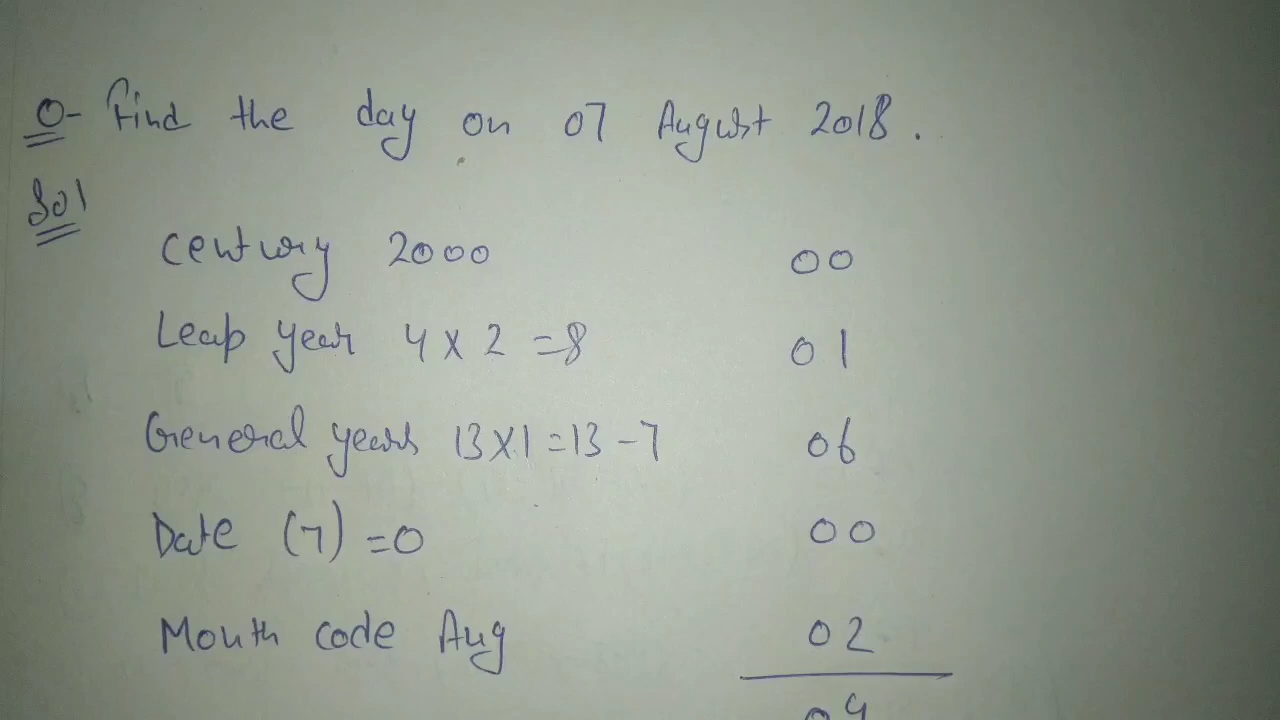 Q- Find the day on 07 August 2018.
Sol
Century 2000 00
Leap year 4 x 2 = 8 01
General years 13 x 1 = 13 - 7 06
Date (7) = 0 00
Month code Aug 02
09